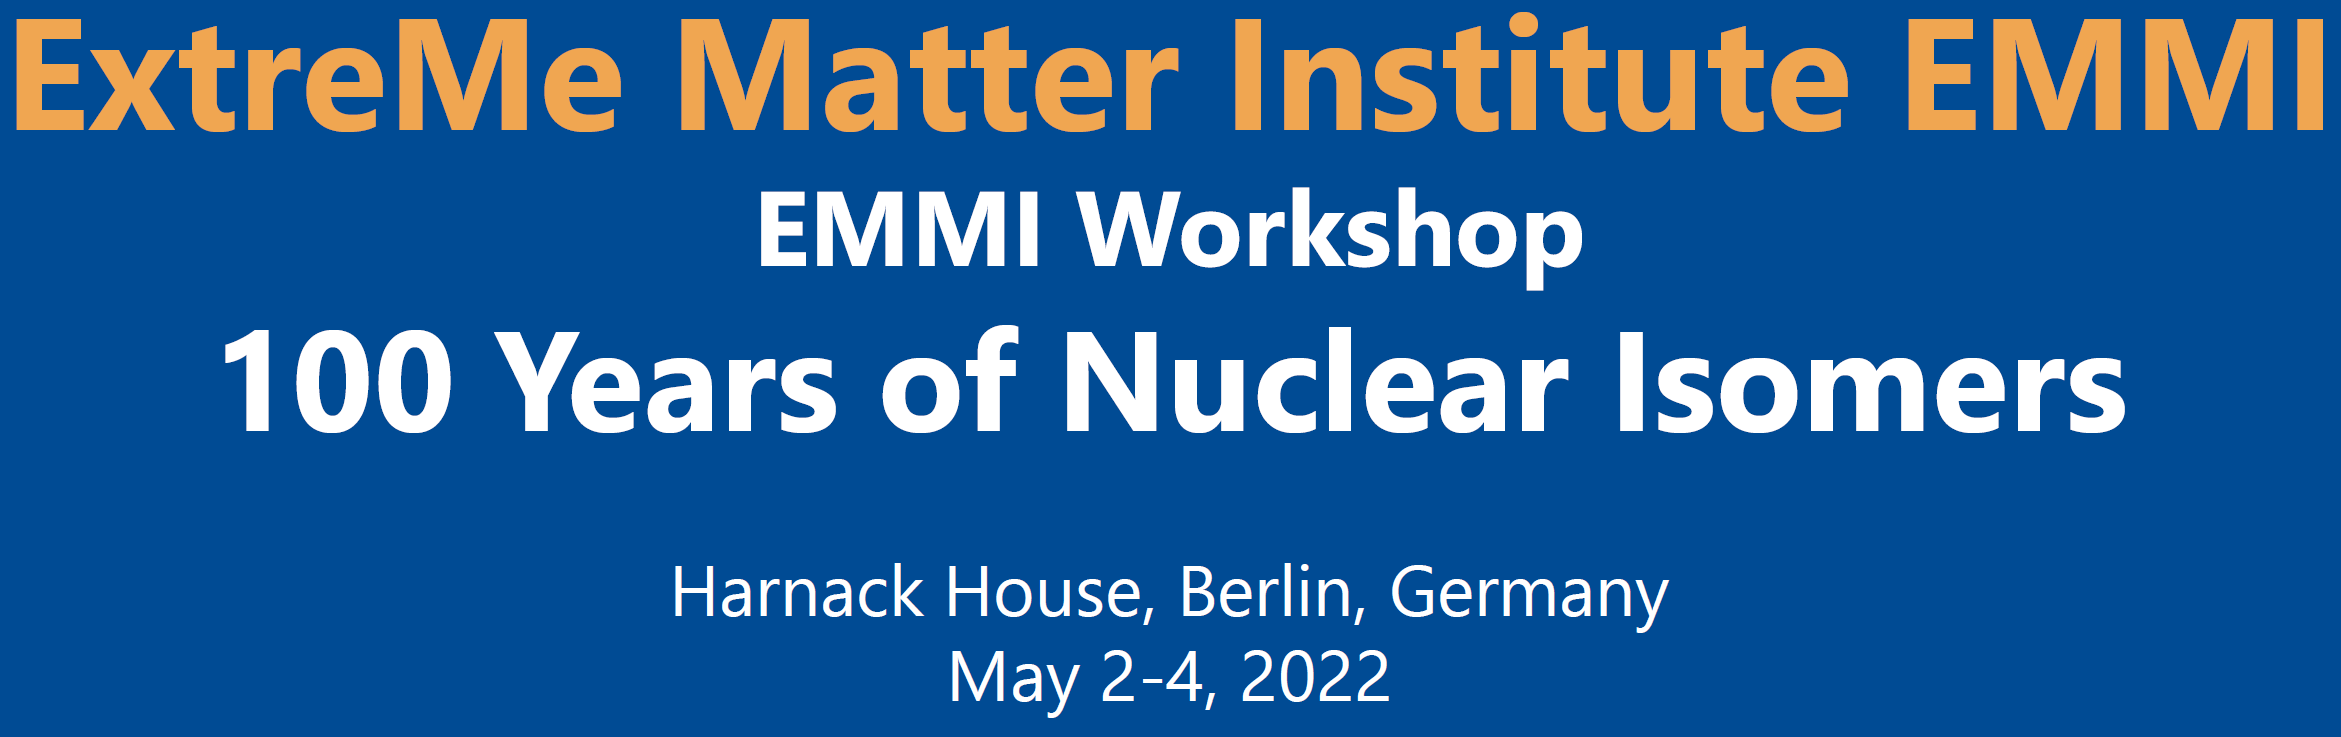 ExtreMe Matter Institute EMMI
EMMI Workshop
100 Years of Nuclear Isomers
Harnack House, Berlin, Germany
May 2-4, 2022